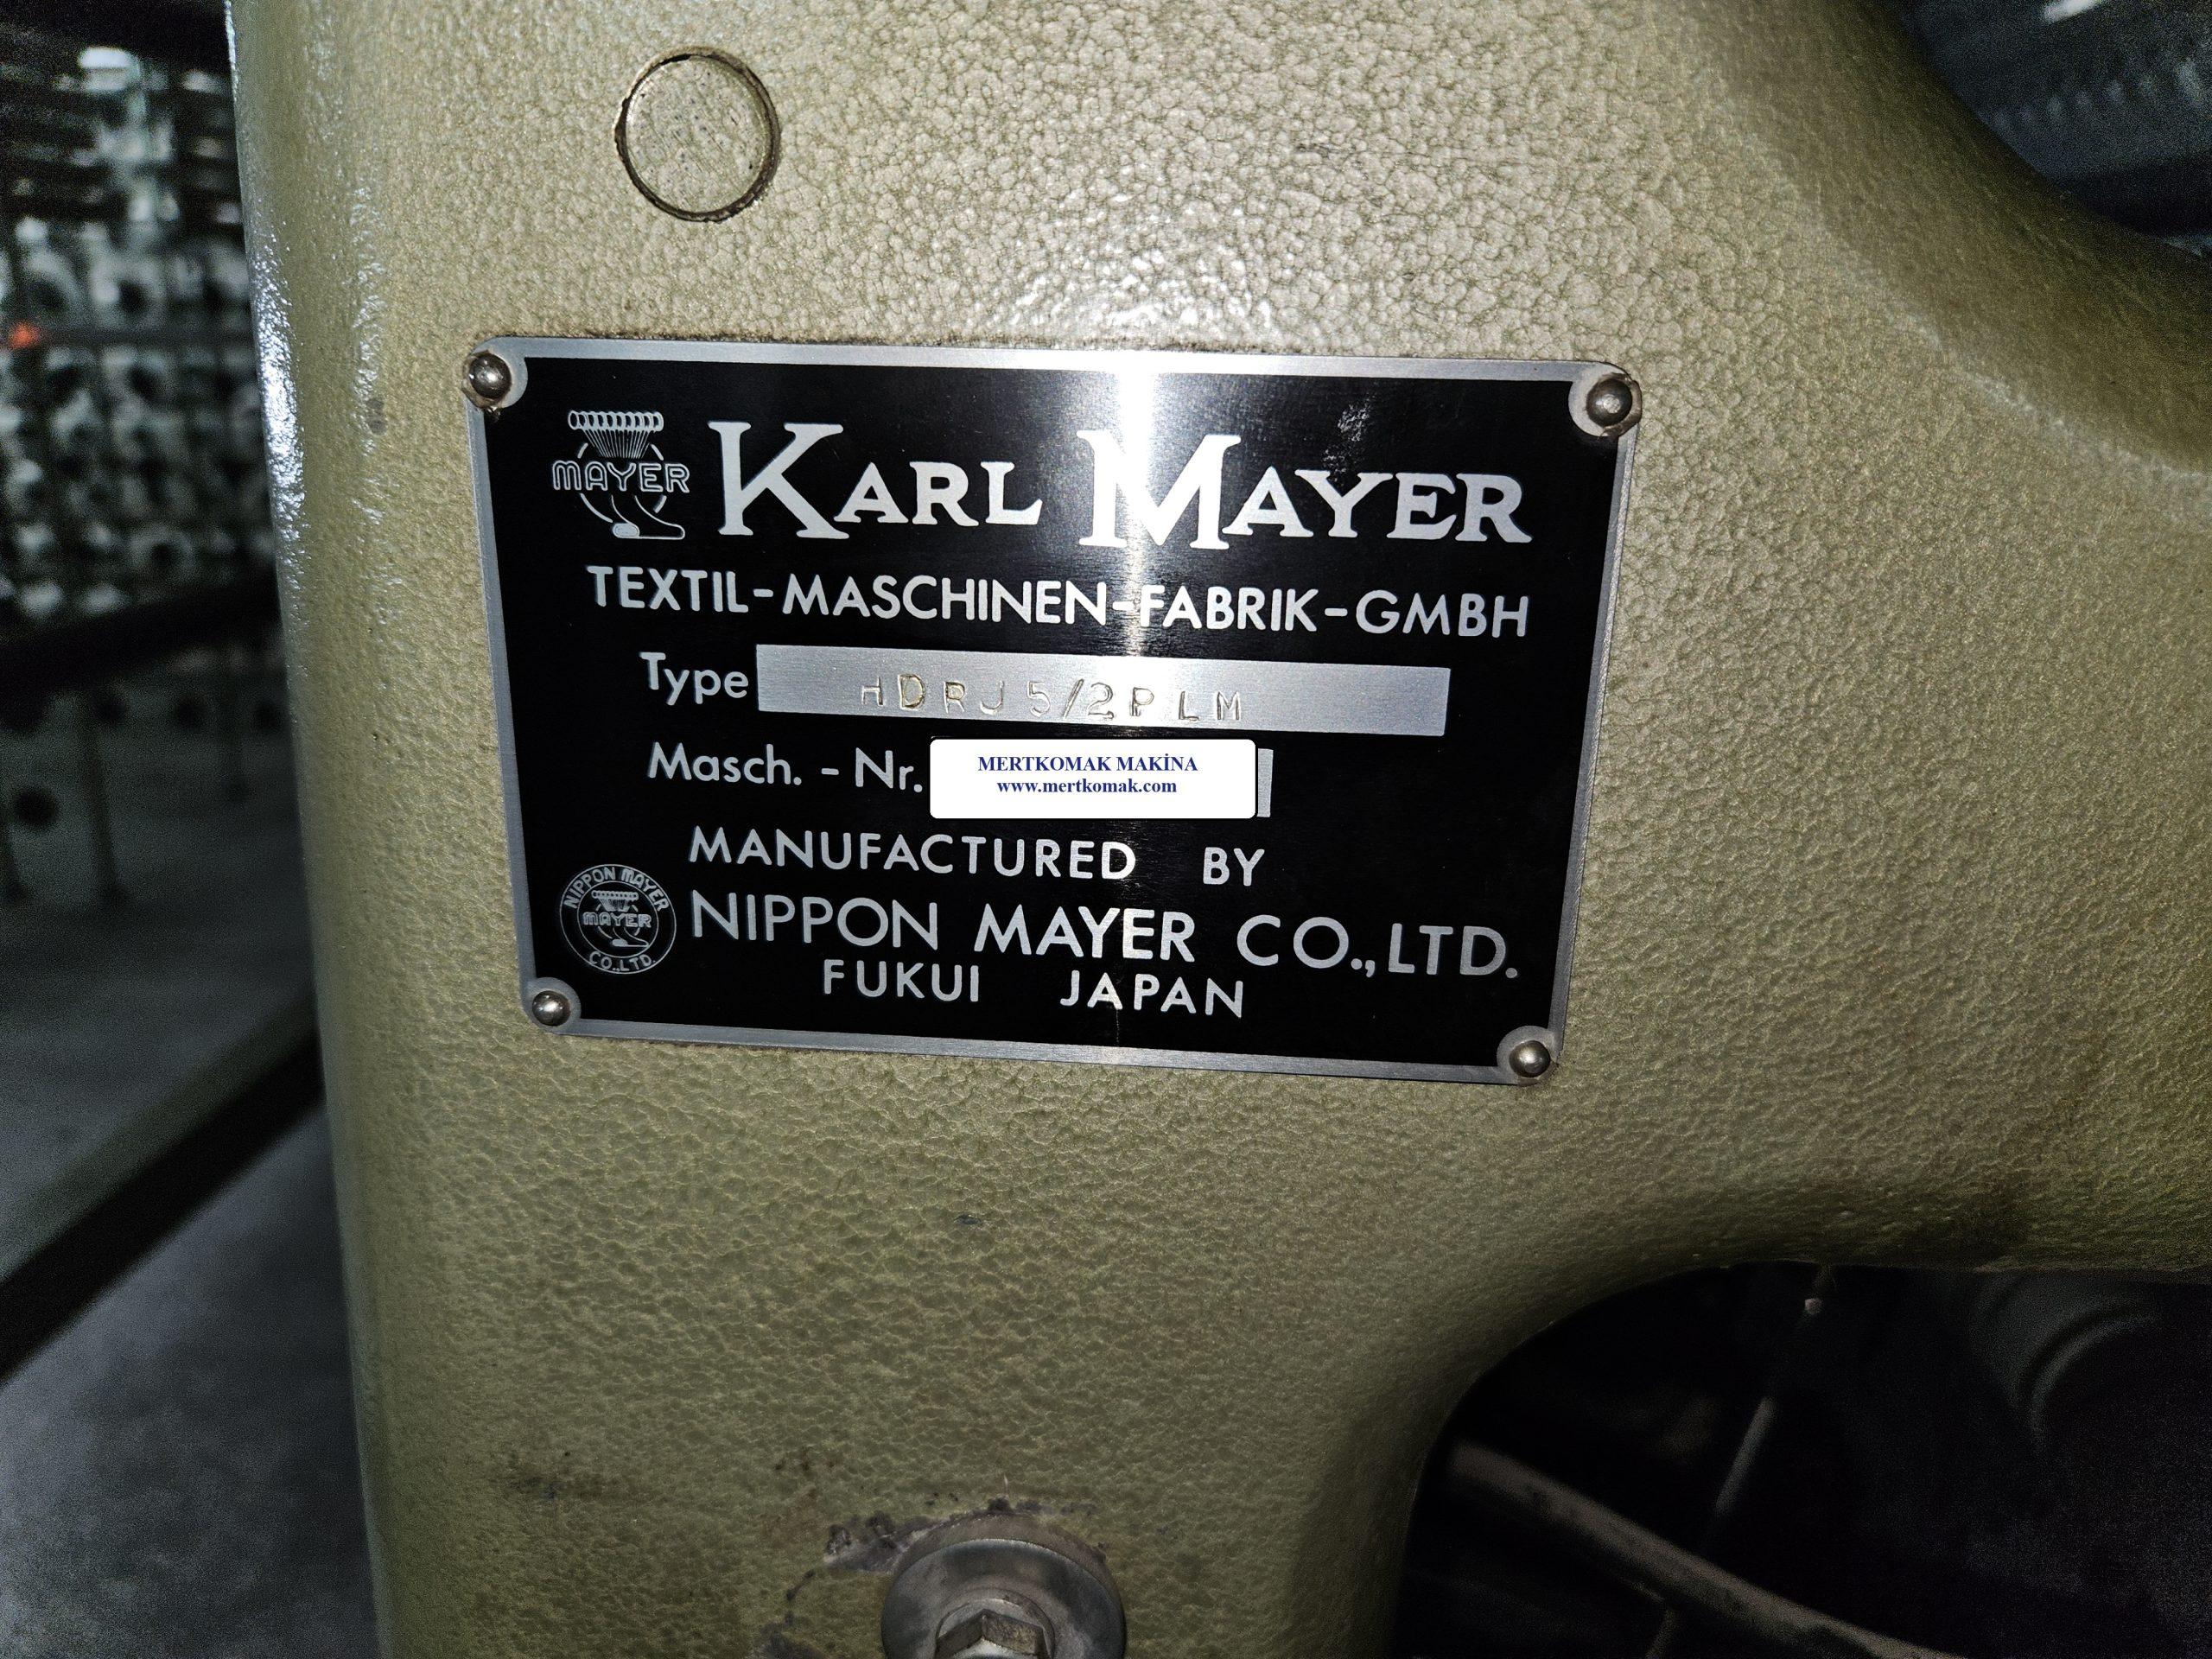 MAYER KARL MAYER
TEXTIL-MASCHINEN-FABRIK-GMBH
Type HDRJ 5/2PLM
Masch. - Nr. MERTKOMAK MAKİNA
www.mertkomak.com
MANUFACTURED BY
NIPPON MAYER MAYER CO.,LTD.
NIPPON MAYER CO.,LTD.
FUKUI JAPAN